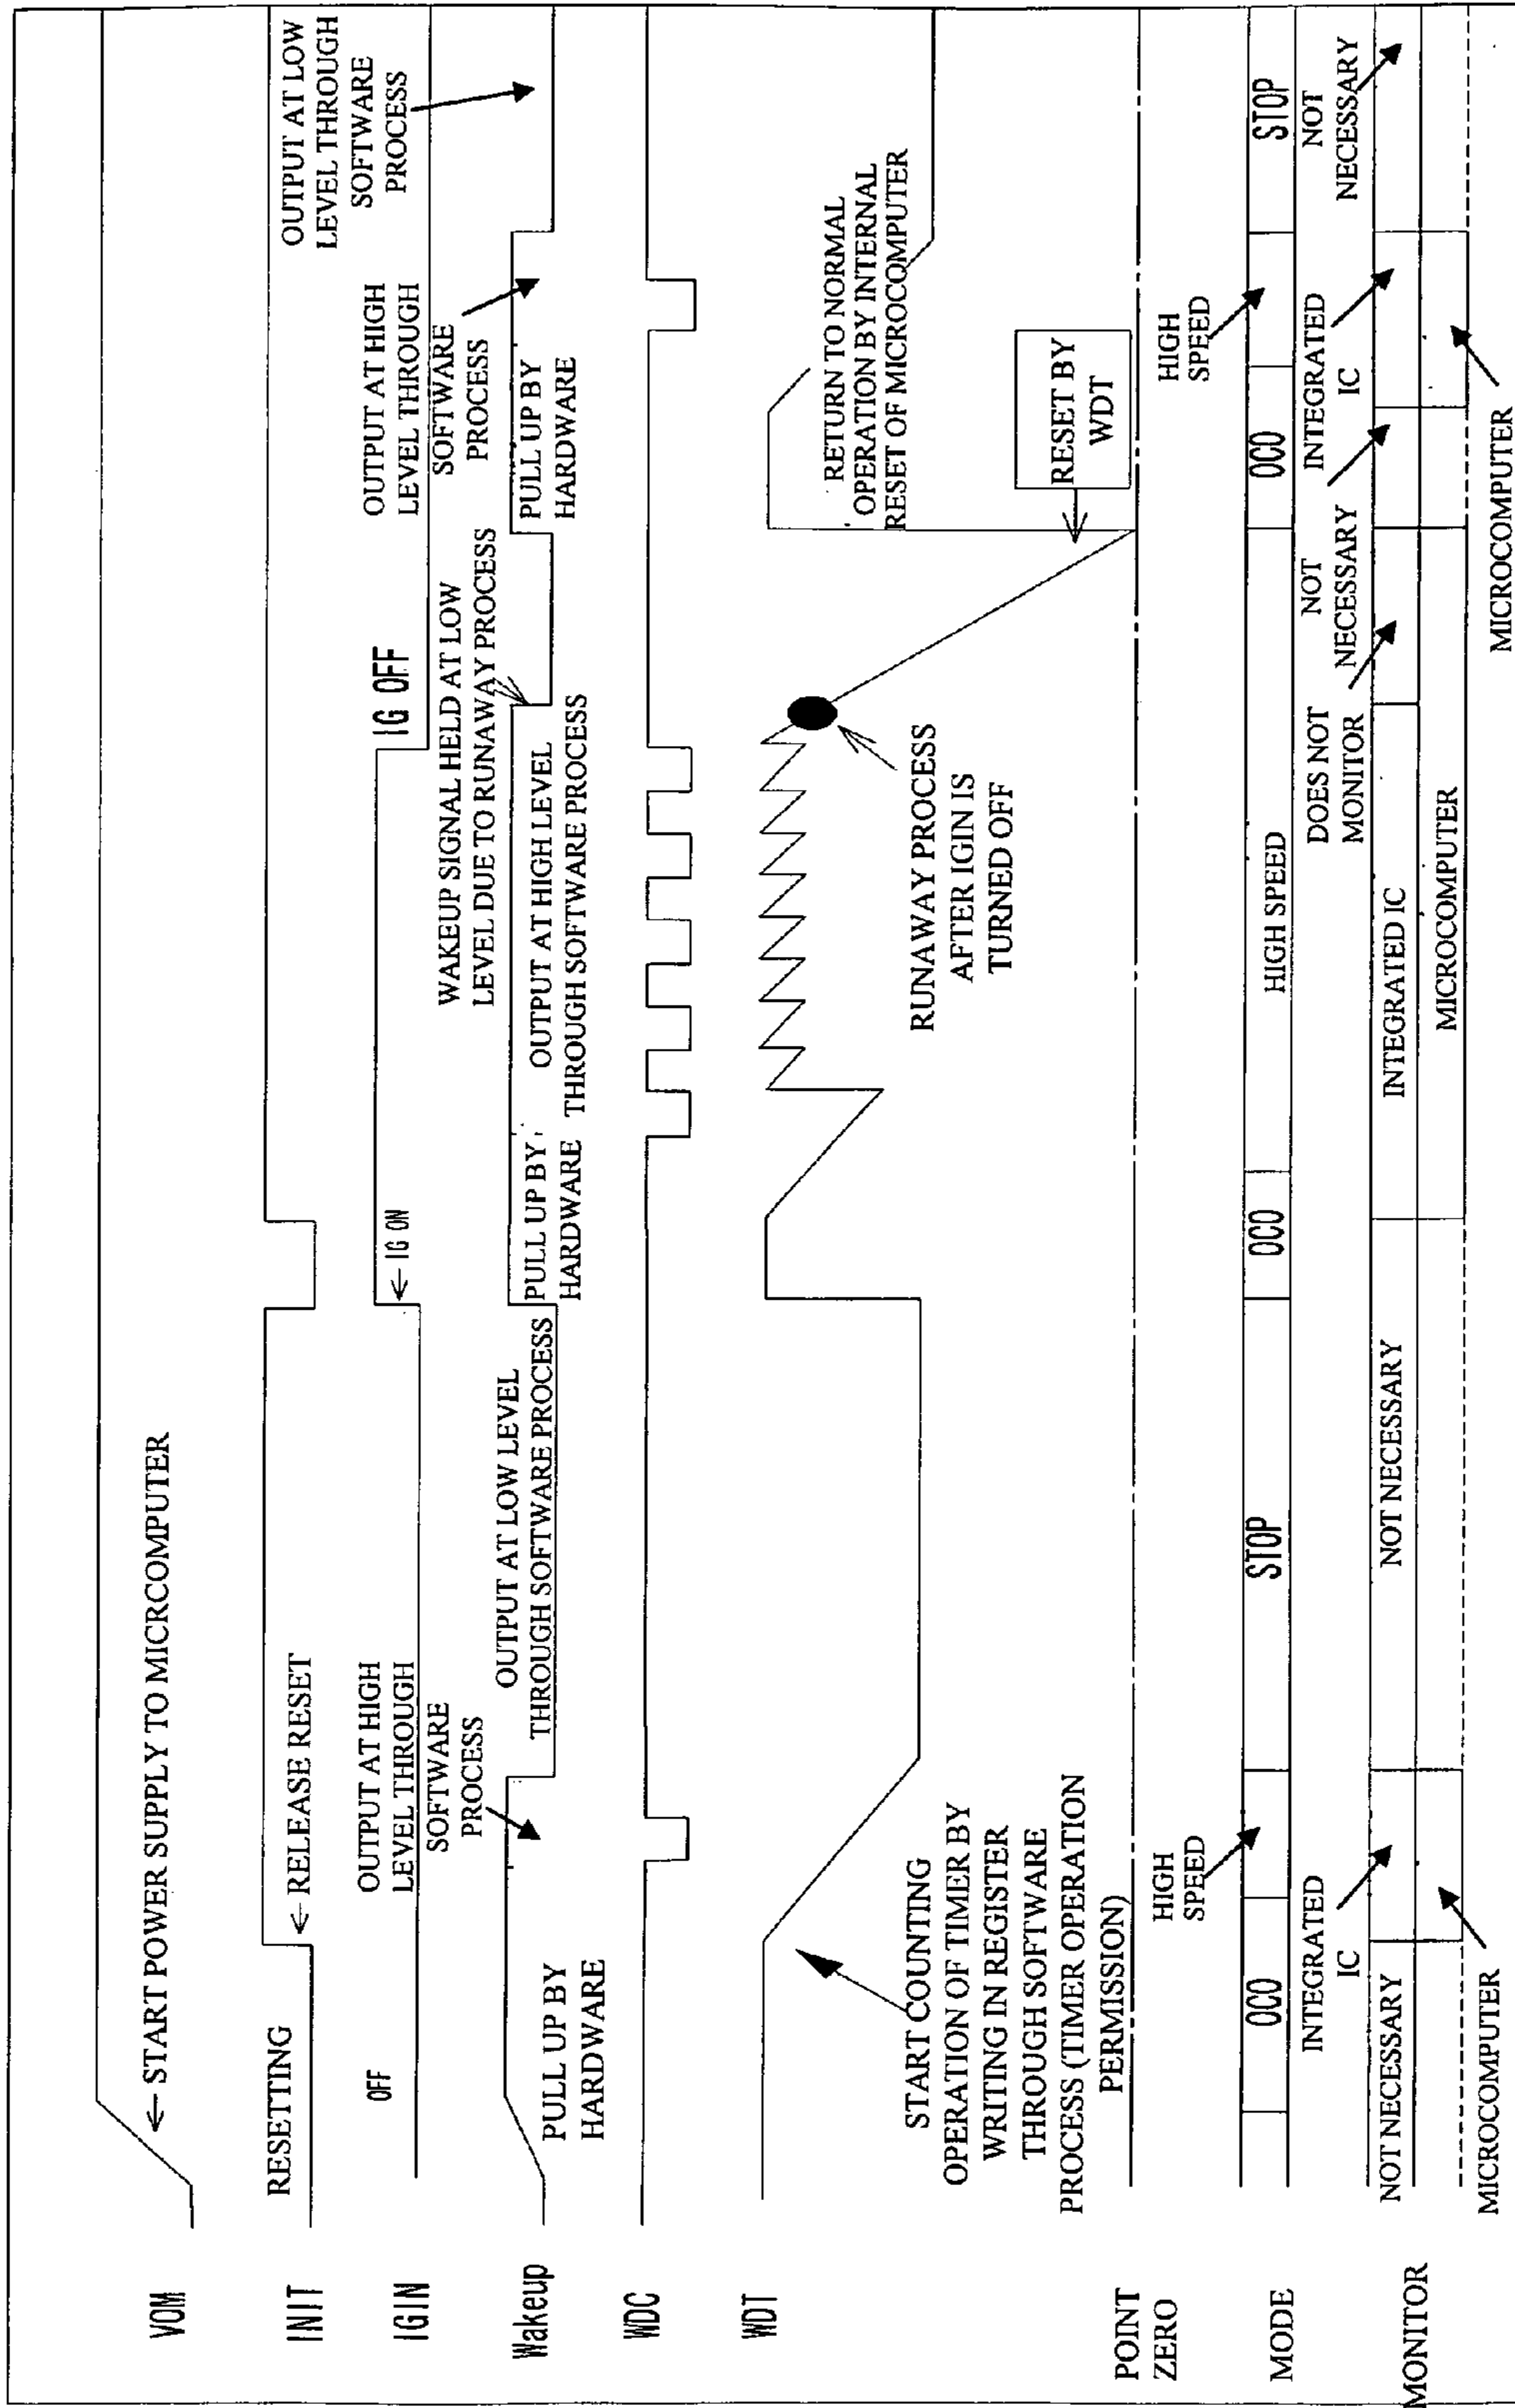 VOM
← START POWER SUPPLY TO MICRCOMPUTER
INIT
RESETTING
← RELEASE RESET
IGIN
OFF
← IG ON
IG OFF
Wakeup
PULL UP BY
HARDWARE
OUTPUT AT HIGH
LEVEL THROUGH
SOFTWARE
PROCESS
OUTPUT AT LOW LEVEL
THROUGH SOFTWARE PROCESS
PULL UP BY
HARDWARE
OUTPUT AT HIGH LEVEL
THROUGH SOFTWARE PROCESS
WAKEUP SIGNAL HELD AT LOW
LEVEL DUE TO RUNAWAY PROCESS
PULL UP BY
HARDWARE
OUTPUT AT HIGH
LEVEL THROUGH
SOFTWARE
PROCESS
OUTPUT AT LOW
LEVEL THROUGH
SOFTWARE
PROCESS
WDC
WDT
START COUNTING
OPERATION OF TIMER BY
WRITING IN REGISTER
THROUGH SOFTWARE
PROCESS (TIMER OPERATION
PERMISSION)
RUNAWAY PROCESS
AFTER IGIN IS
TURNED OFF
RETURN TO NORMAL
OPERATION BY INTERNAL
RESET OF MICROCOMPUTER
RESET BY
WDT
POINT
ZERO
MODE
OCO
HIGH
SPEED
STOP
OCO
HIGH SPEED
OCO
HIGH
SPEED
STOP
MONITOR
NOT NECESSARY
INTEGRATED
IC
NOT NECESSARY
INTEGRATED IC
DOES NOT
MONITOR
NOT
NECESSARY
INTEGRATED
IC
NOT
NECESSARY
MICROCOMPUTER
MICROCOMPUTER
MICROCOMPUTER